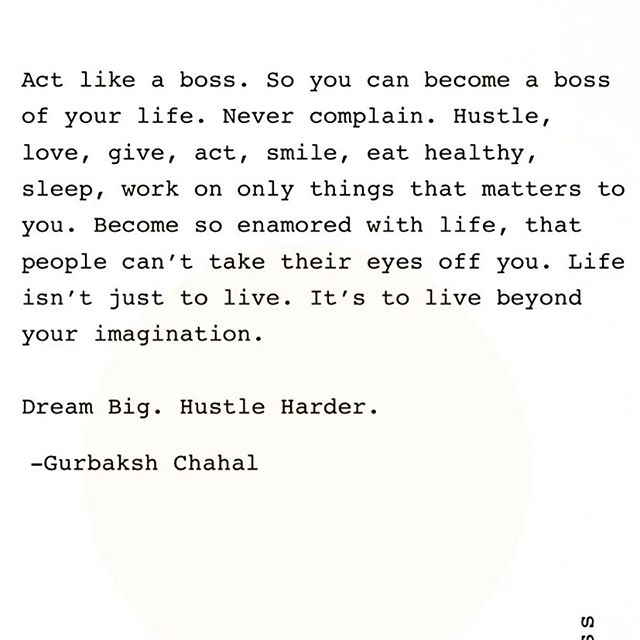 Act like a boss. So you can become a boss
of your life. Never complain. Hustle,
love, give, act, smile, eat healthy,
sleep, work on only things that matters to
you. Become so enamored with life, that
people can’t take their eyes off you. Life
isn’t just to live. It’s to live beyond
your imagination.
Dream Big. Hustle Harder.
–Gurbaksh Chahal